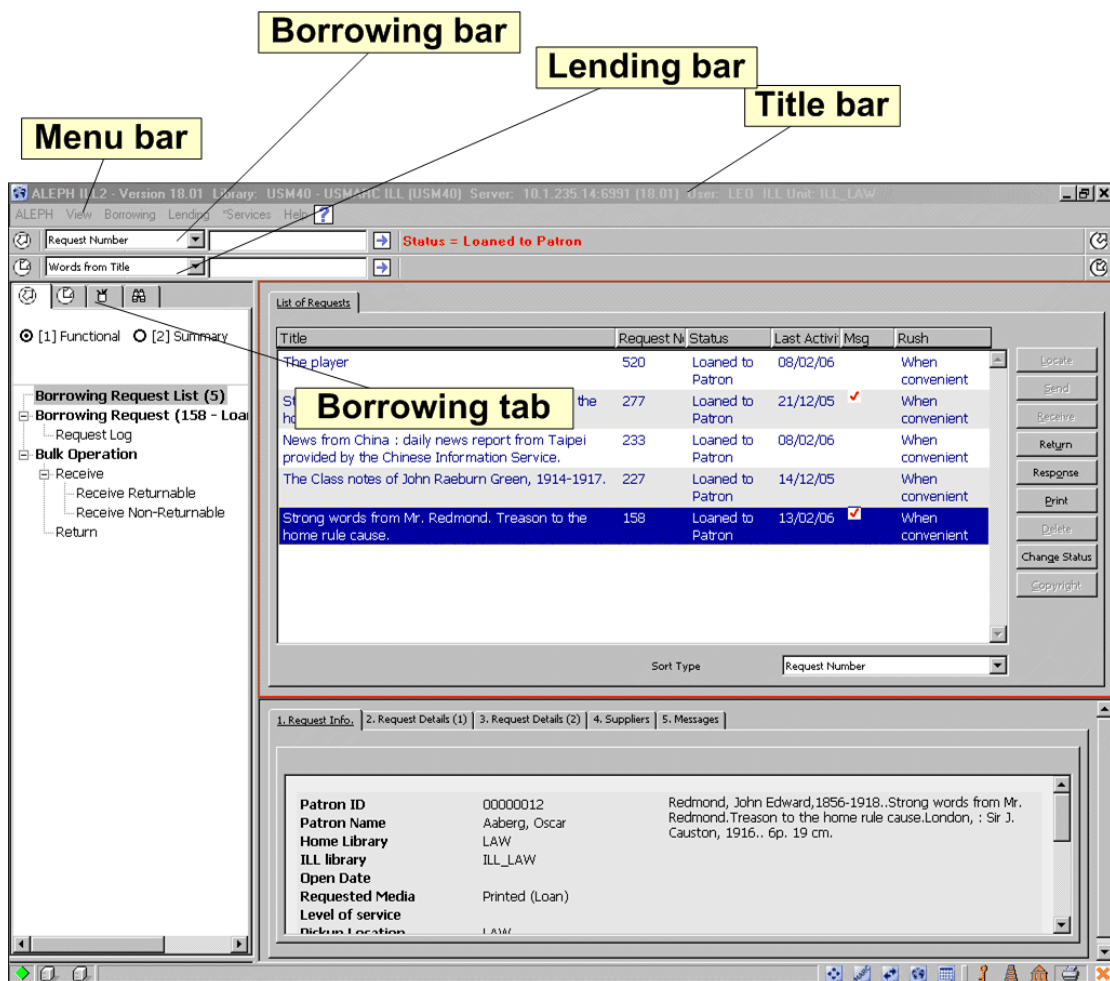 Borrowing bar
Lending bar
Title bar
Menu bar
ALEPH ILL2 - Version 18.01 Library: USM40 - USMARC ILL (USM40) Server: 10.1.235.14:6991 (18.01) User: LEO ILL Unit: ILL_LAW
ALEPH View Borrowing Lending *Services Help ?
Request Number
Status = Loaned to Patron
Words from Title
List of Requests
[1] Functional [2] Summary
Title Request Status Last Activi Msg Rush
The player 520 Loaned to Patron 08/02/06 When convenient
the 277 Loaned to Patron 21/12/05 When convenient
Borrowing tab
News from China : daily news report from Taipei provided by the Chinese Information Service. 233 Loaned to Patron 08/02/06 When convenient
The Class notes of John Raeburn Green, 1914-1917. 227 Loaned to Patron 14/12/05 When convenient
Strong words from Mr. Redmond. Treason to the home rule cause. 158 Loaned to Patron 13/02/06 When convenient
Borrowing Request List (5)
Borrowing Request (158 - Loa
Request Log
Bulk Operation
Receive
Receive Returnable
Receive Non-Returnable
Return
Locate
Send
Receive
Return
Response
Print
Delete
Change Status
Copyright
Sort Type Request Number
1. Request Info. 2. Request Details (1) 3. Request Details (2) 4. Suppliers 5. Messages
Patron ID 00000012
Patron Name Aaberg, Oscar
Home Library LAW
ILL library ILL_LAW
Open Date
Requested Media Printed (Loan)
Level of service
Pickup Location LAW
Redmond, John Edward,1856-1918..Strong words from Mr.
Redmond.Treason to the home rule cause.London, : Sir J.
Causton, 1916.. 6p. 19 cm.